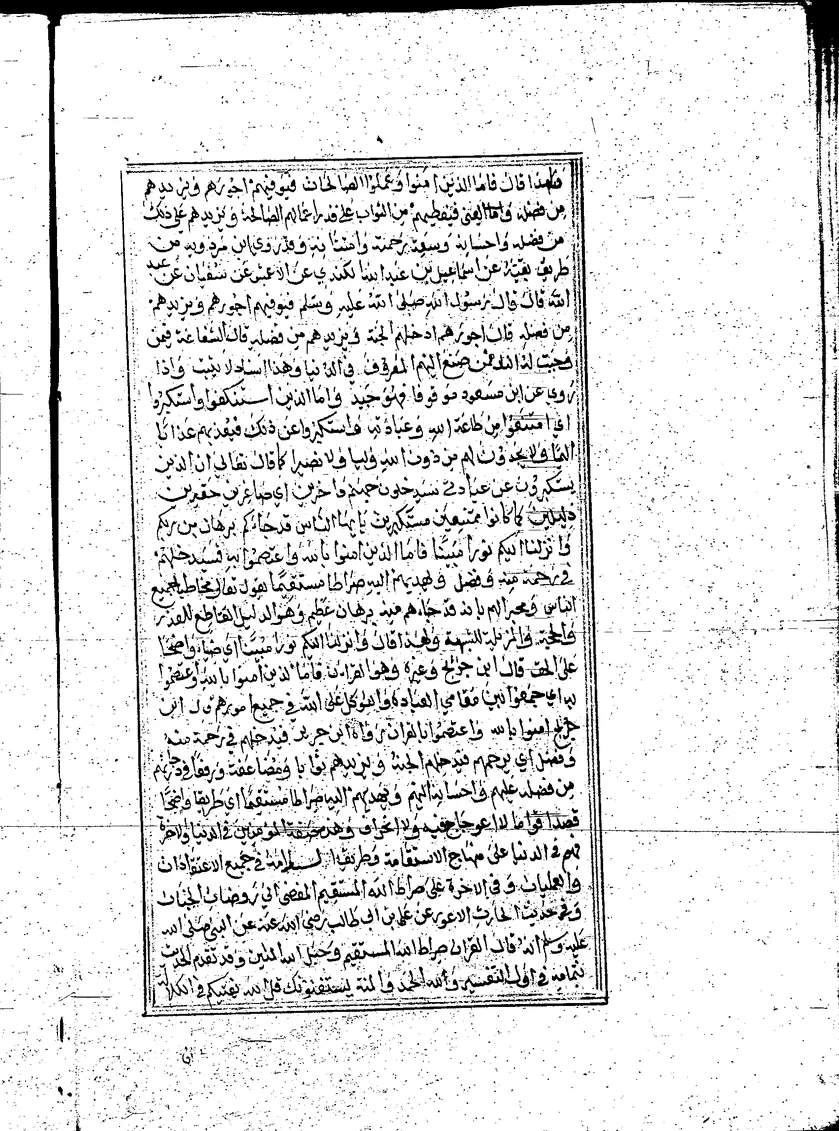 فلهذا قال فاما الذين امنوا وعملوا الصالحات فيوفيهم اجورهم ويزيدهم
من فضله واما المعنى فيعطيهم من الثواب على قدر اعمالهم الصالحة ويزيدهم على ذلك
من فضله واحسانه وسعة رحمته وامتنانه وقد روي ابن مردويه من
طريق بقية عن اسماعيل بن عبد الله الكندي عن الاعمش عن سفيان عن عبد
الله قال قال رسول الله صلى الله عليه وسلم فيوفيهم اجورهم ويزيدهم
من فضله قال اجورهم ادخلهم الجنة ويزيدهم من فضله قال الشفاعة فيمن
وجبت له النار ممن صنع اليهم المعروف في الدنيا وهذا اسناد لا يثبت واذا
روي عن ابن مسعود موقوفا فهو جيد واما الذين استنكفوا واستكبروا
اي امتنعوا من طاعة الله وعبادته واستكبروا عن ذلك فيعذبهم عذابا
اليما ولا يجدون لهم من دون الله وليا ولا نصيرا كما قال تعالى ان الذين
يستكبرون عن عبادتي سيدخلون جهنم داخرين اي صاغرين حقيرين
ذليلين كما كانوا ممتنعين مستكبرين يا يها الناس قد جاءكم برهان من ربكم
وانزلنا اليكم نورا مبينا فاما الذين امنوا بالله واعتصموا به فسيدخلهم
في رحمة منه وفضل ويهديهم اليه صراطا مستقيما يقول تعالى مخاطبا لجميع
الناس ومخبرا لهم بانه قد جاءهم منه برهان عظيم وهو الدليل القاطع للعذر
والحجة والمزيلة للشبهة ولهذا قال وانزلنا اليكم نورا مبينا اي ضياء واضحا
على الحق قال ابن جريج وغيره وهو القران فاما الذين امنوا بالله واعتصموا
به اي جمعوا بين مقامي العبادة والتوكل على الله في جميع امورهم وقال ابن
جريج امنوا بالله واعتصموا بالقران رواه ابن جرير فسيدخلهم في رحمة منه
وفضل اي يرحمهم فيدخلهم الجنة ويزيدهم ثوابا ومضاعفة ورفعا في درجاتهم
من فضله عليهم واحسانه اليهم ويهديهم اليه صراطا مستقيما اي طريقا واضحا
قصدا قواما لا اعوجاج فيه ولا انحراف وهذه صفة المؤمنين في الدنيا والاخرة
فهم في الدنيا على منهاج الاستقامة وطريق السلامة في جميع الاعتقادات
والعمليات وفي الاخرة على صراط الله المستقيم المفضي الى روضات الجنات
وفي حديث الحارث الاعور عن علي بن ابي طالب رضي الله عنه عن النبي صلى الله
عليه وسلم انه قال القران صراط الله المستقيم وحبل الله المتين وقد تقدم الحديث
بتمامه في اول التفسير ولله الحمد والمنة يستفتونك قل الله يفتيكم في الكلالة